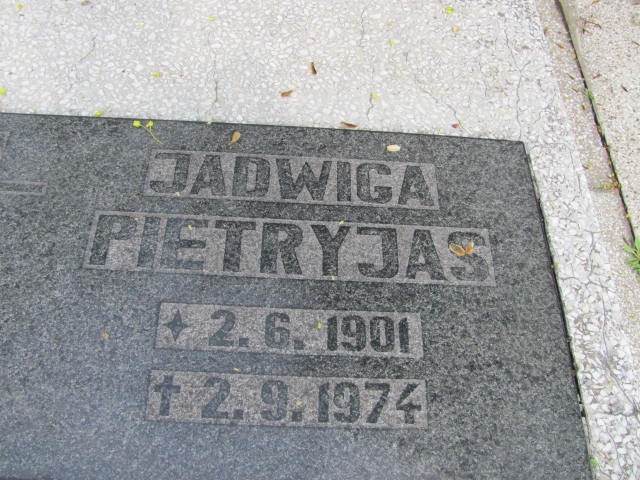 JADWIGA
PIETRYJAS
2. 6. 1901
† 2. 9. 1974